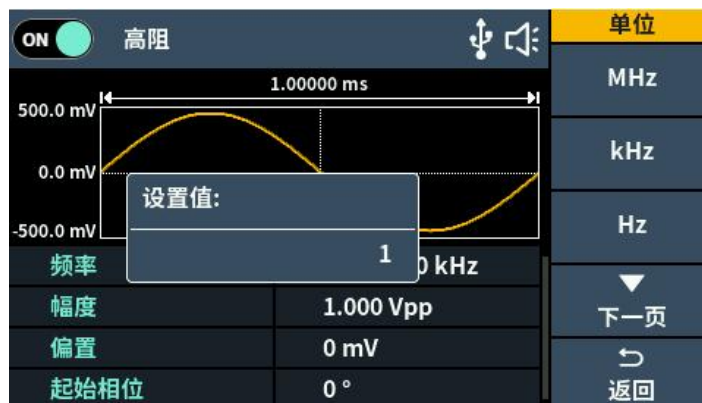 ON 高阻
1.00000 ms
500.0 mV
0.0 mV
-500.0 mV
设置值:
1
频率 0 kHz
幅度 1.000 Vpp
偏置 0 mV
起始相位 0 °
单位
MHz
kHz
Hz
下一页
返回